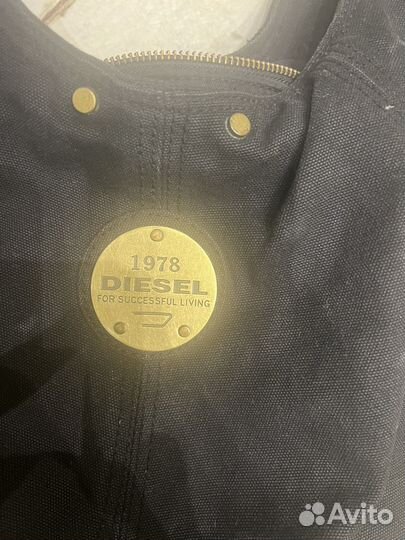 1978
DIESEL
FOR SUCCESSFUL LIVING
D
Avito